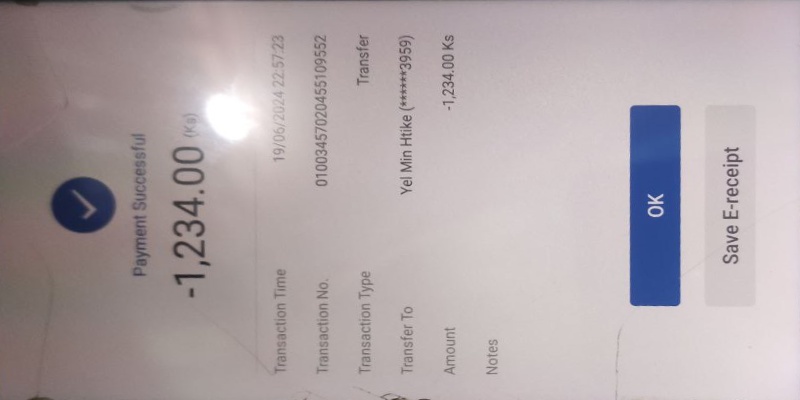 Payment Successful
-1,234.00 (Ks)
Transaction Time 19/06/2024 22:57:23
Transaction No. 01003457020455109552
Transaction Type Transfer
Transfer To Yel Min Htike (******3959)
Amount -1,234.00 Ks
Notes
OK
Save E-receipt